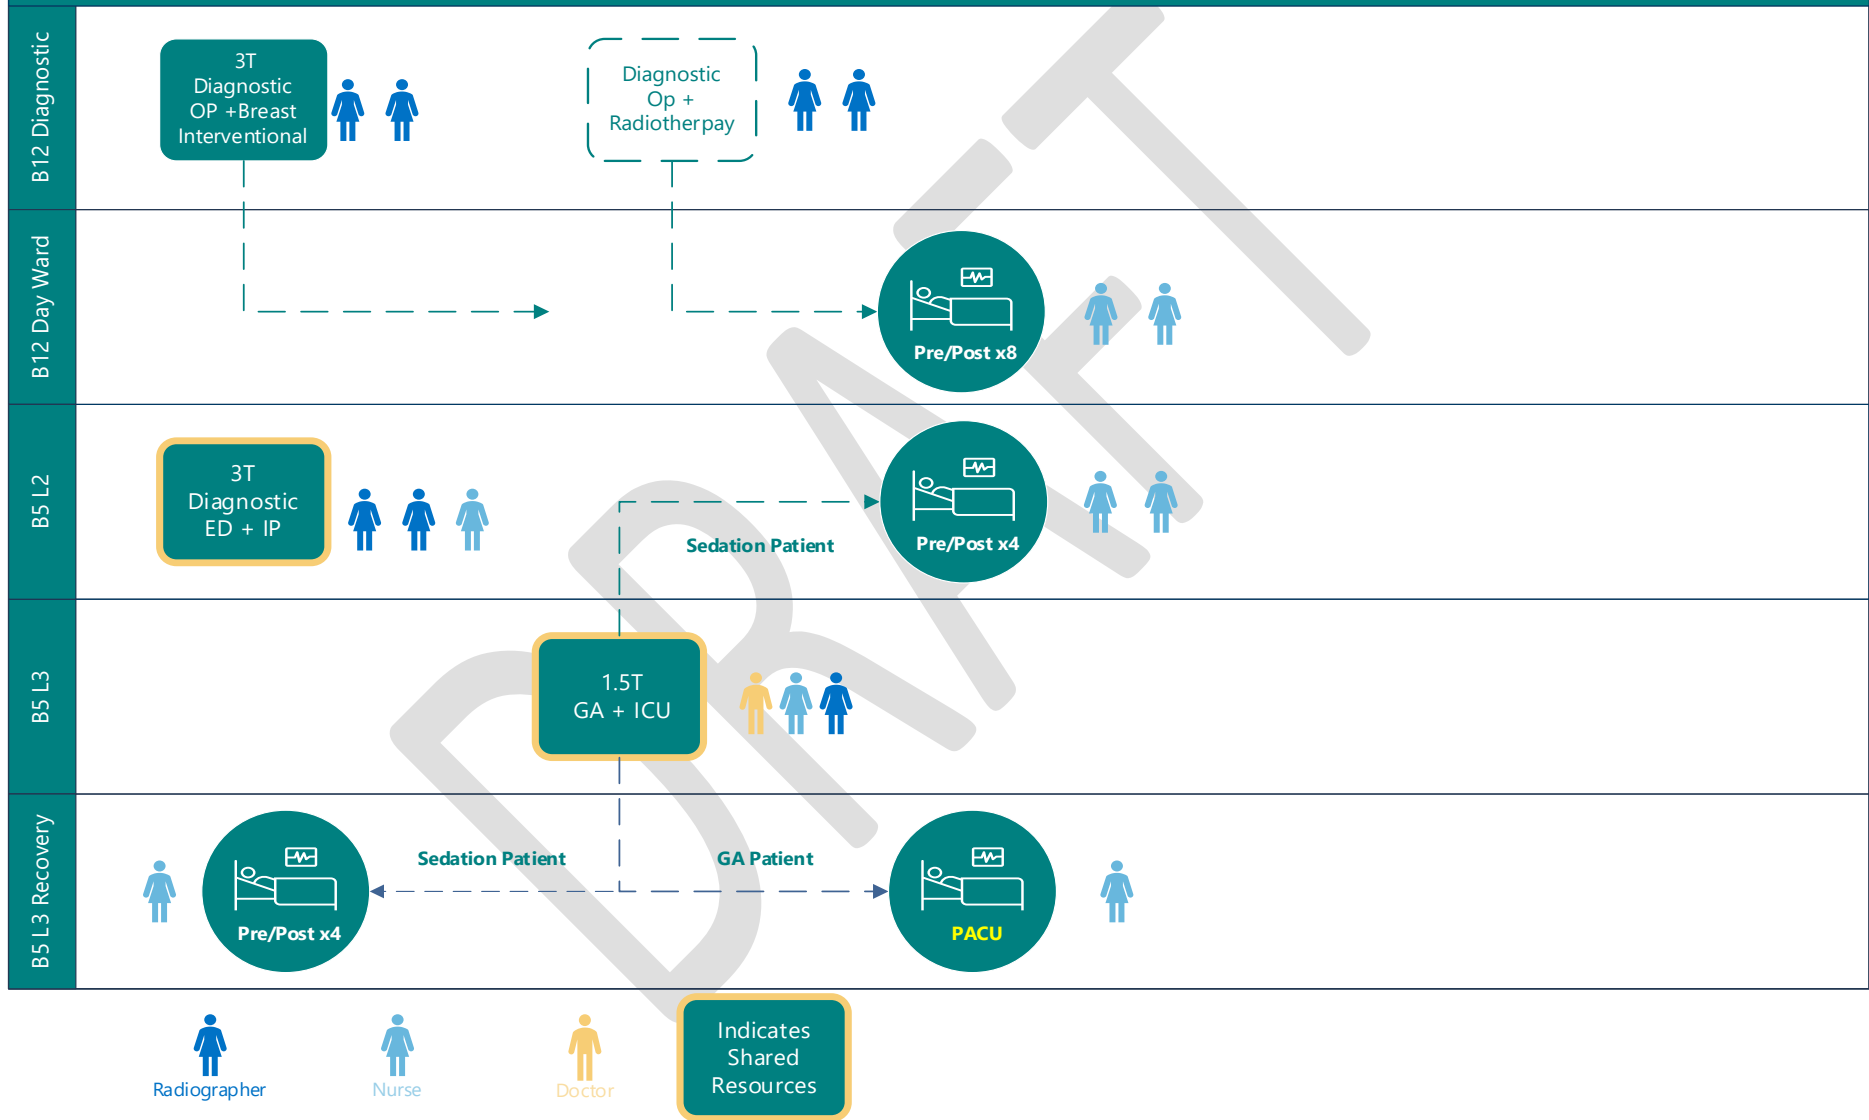 B12 Diagnostic
3T
Diagnostic
OP +Breast
Interventional
Diagnostic
Op +
Radiotherpay
B12 Day Ward
Pre/Post x8
B5 L2
3T
Diagnostic
ED + IP
Sedation Patient
Pre/Post x4
B5 L3
1.5T
GA + ICU
B5 L3 Recovery
Pre/Post x4
Sedation Patient
GA Patient
PACU
DRAFT
Radiographer
Nurse
Doctor
Indicates
Shared
Resources